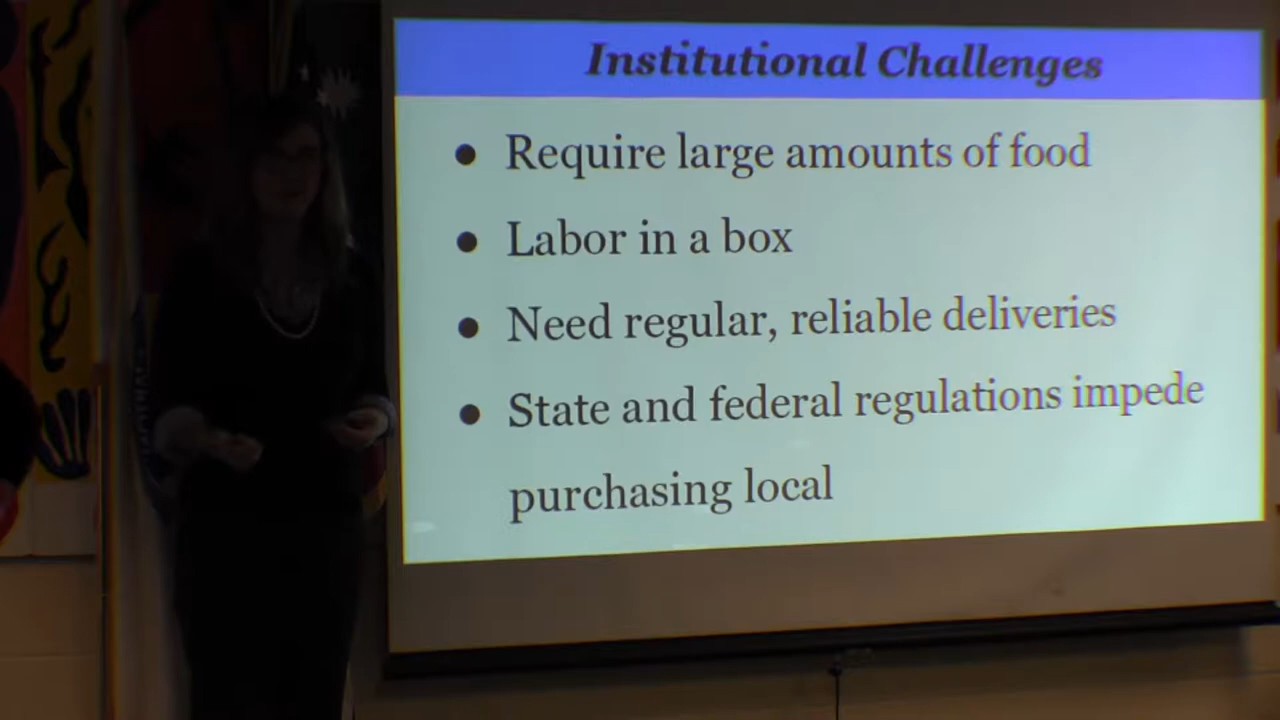 Institutional Challenges
● Require large amounts of food
● Labor in a box
● Need regular, reliable deliveries
● State and federal regulations impede
purchasing local